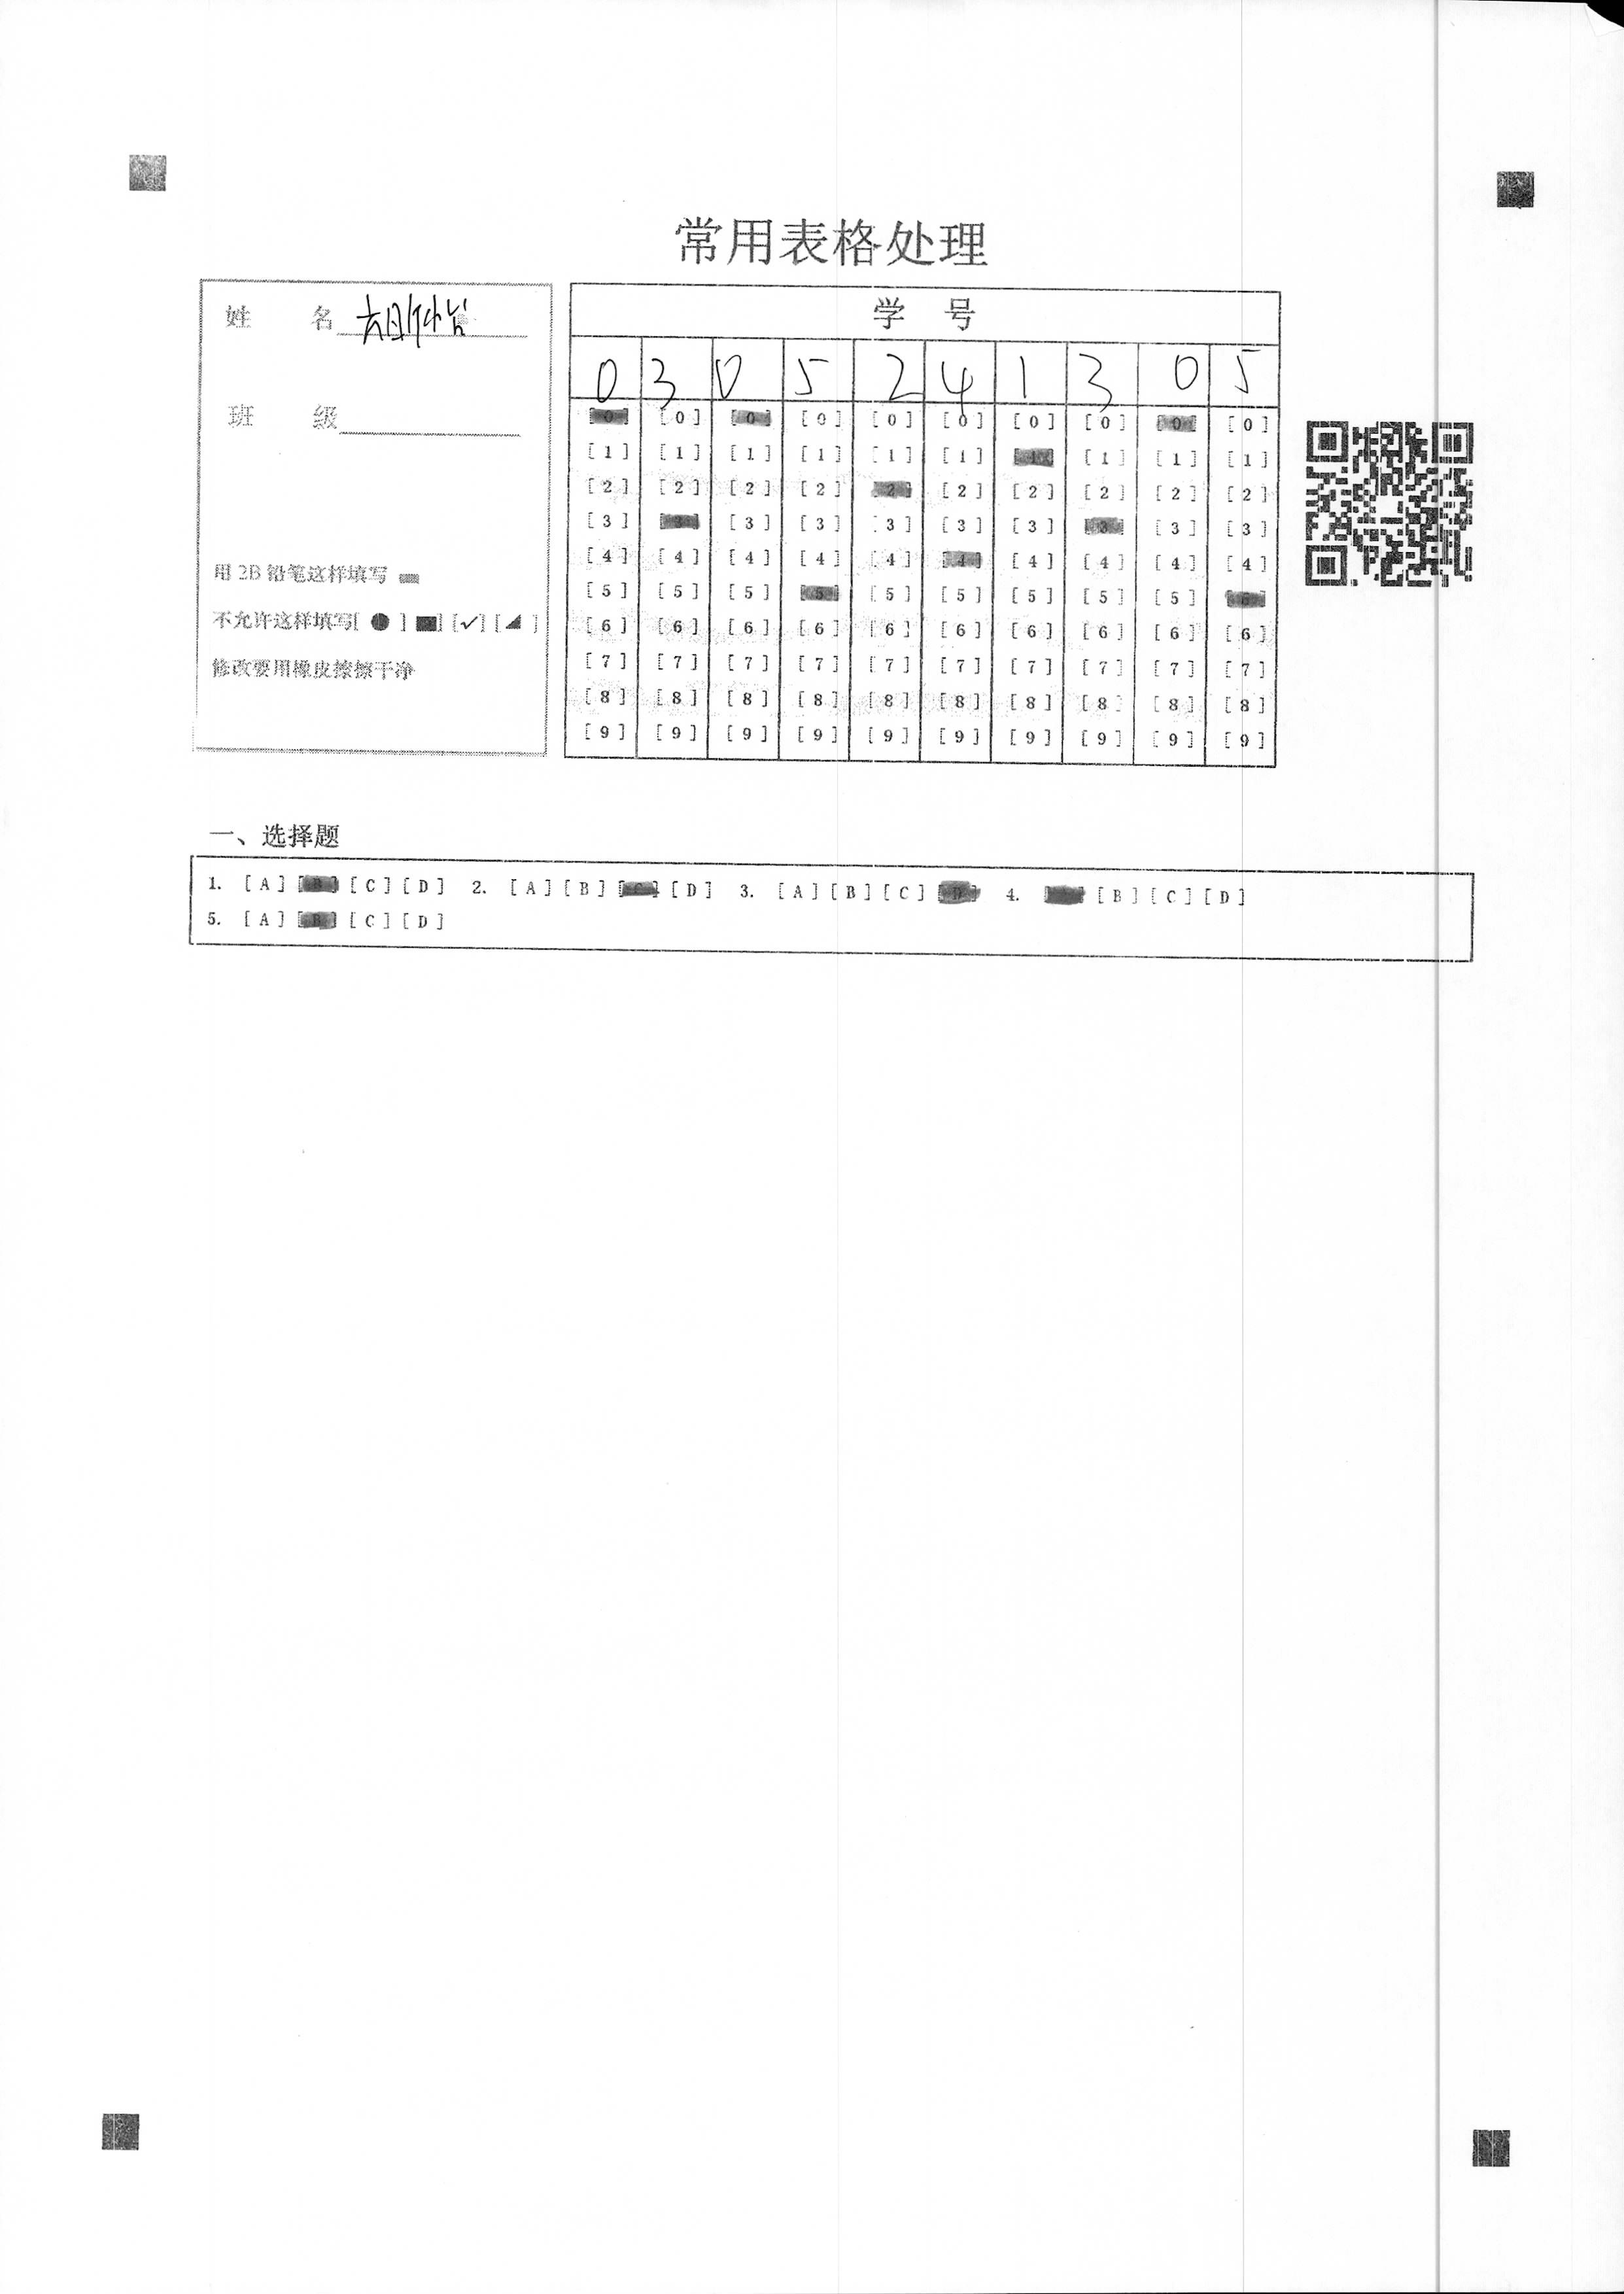 常用表格处理
姓 名
班 级
用 2B 铅笔这样填写
不允许这样填写[ ● ] ■] [✓] [◢ ]
修改要用橡皮擦擦干净
学 号
0 3 0 5 2 4 1 3 0 5
[0] [0] [0] [0] [0] [0] [0] [0] [0] [0]
[1] [1] [1] [1] [1] [1] [1] [1] [1] [1]
[2] [2] [2] [2] [2] [2] [2] [2] [2] [2]
[3] [3] [3] [3] [3] [3] [3] [3] [3] [3]
[4] [4] [4] [4] [4] [4] [4] [4] [4] [4]
[5] [5] [5] [5] [5] [5] [5] [5] [5] [5]
[6] [6] [6] [6] [6] [6] [6] [6] [6] [6]
[7] [7] [7] [7] [7] [7] [7] [7] [7] [7]
[8] [8] [8] [8] [8] [8] [8] [8] [8] [8]
[9] [9] [9] [9] [9] [9] [9] [9] [9] [9]
一、选择题
1. [A] [B] [C] [D] 2. [A] [B] [C] [D] 3. [A] [B] [C] [D] 4. [A] [B] [C] [D]
5. [A] [B] [C] [D]